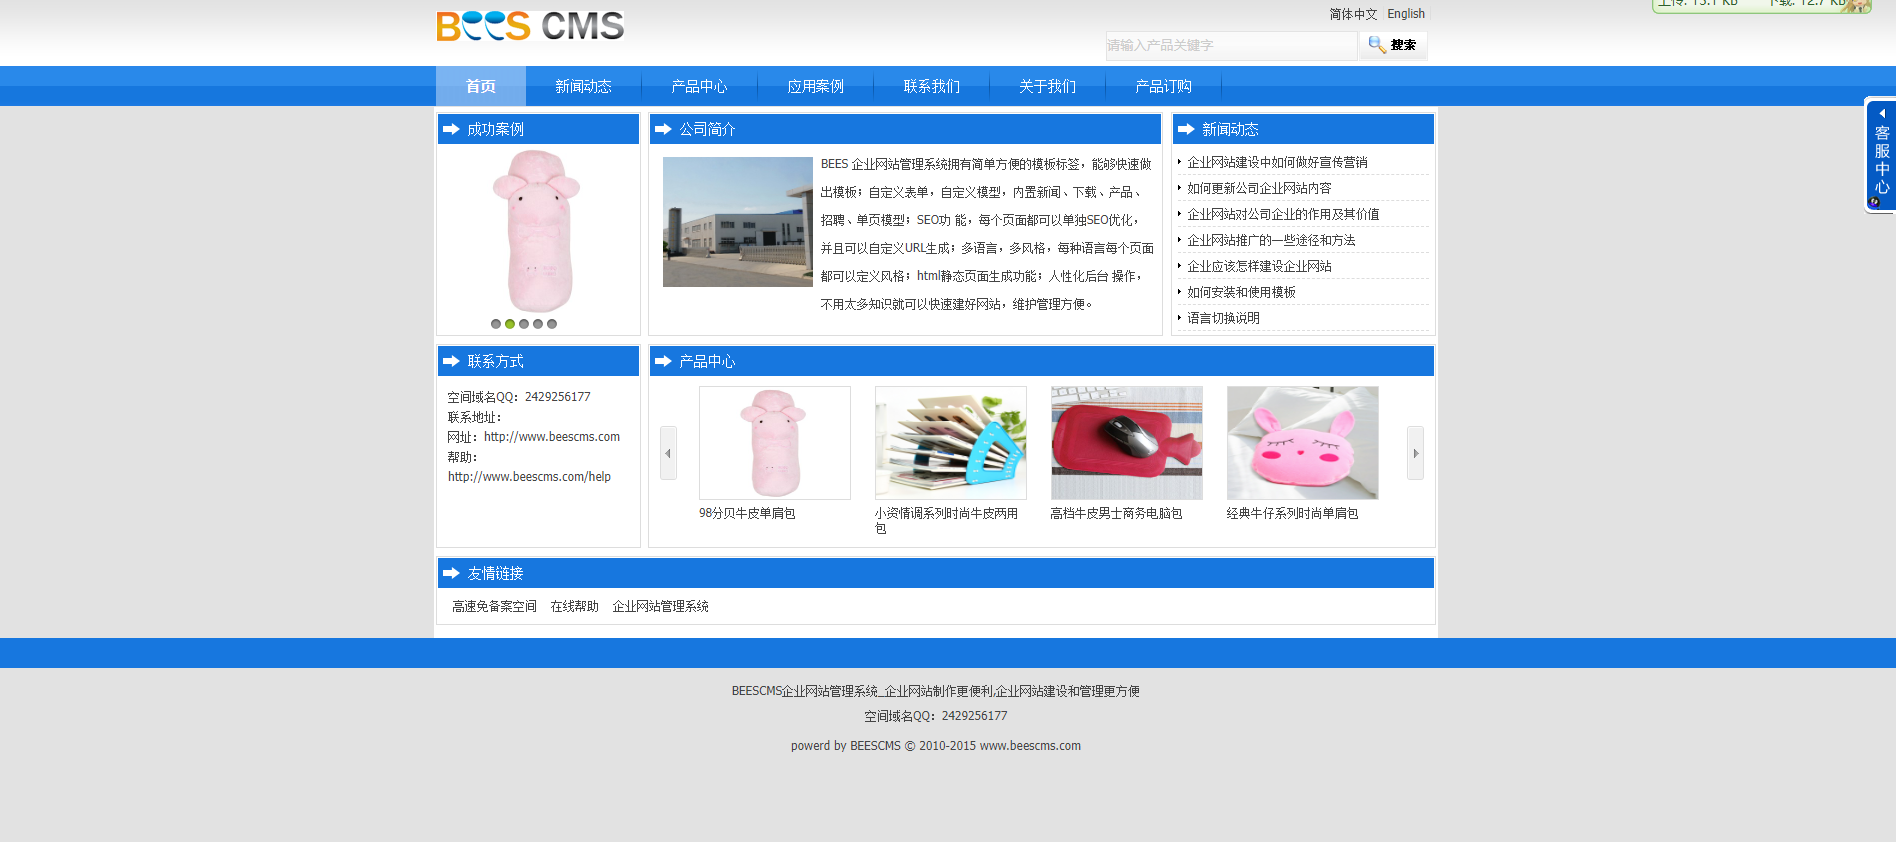 BEES CMS
简体中文 English
上传: 13.1 KB 下载: 12.7 KB
请输入产品关键字 搜索
首页 新闻动态 产品中心 应用案例 联系我们 关于我们 产品订购
客服中心
成功案例
公司简介
BEES 企业网站管理系统拥有简单方便的模板标签，能够快速做
出模板；自定义表单，自定义模型，内置新闻、下载、产品、
招聘、单页模型；SEO功 能，每个页面都可以单独SEO优化，
并且可以自定义URL生成；多语言，多风格，每种语言每个页面
都可以定义风格；html静态页面生成功能；人性化后台 操作，
不用太多知识就可以快速建好网站，维护管理方便。
新闻动态
企业网站建设中如何做好宣传营销
如何更新公司企业网站内容
企业网站对公司企业的作用及其价值
企业网站推广的一些途径和方法
企业应该怎样建设企业网站
如何安装和使用模板
语言切换说明
联系方式
空间域名QQ：2429256177
联系地址：
网址：http://www.beescms.com
帮助：
http://www.beescms.com/help
产品中心
98分贝牛皮单肩包
小资情调系列时尚牛皮两用
包
高档牛皮男士商务电脑包
经典牛仔系列时尚单肩包
友情链接
高速免备案空间 在线帮助 企业网站管理系统
BEESCMS企业网站管理系统_企业网站制作更便利,企业网站建设和管理更方便
空间域名QQ：2429256177
powerd by BEESCMS © 2010-2015 www.beescms.com